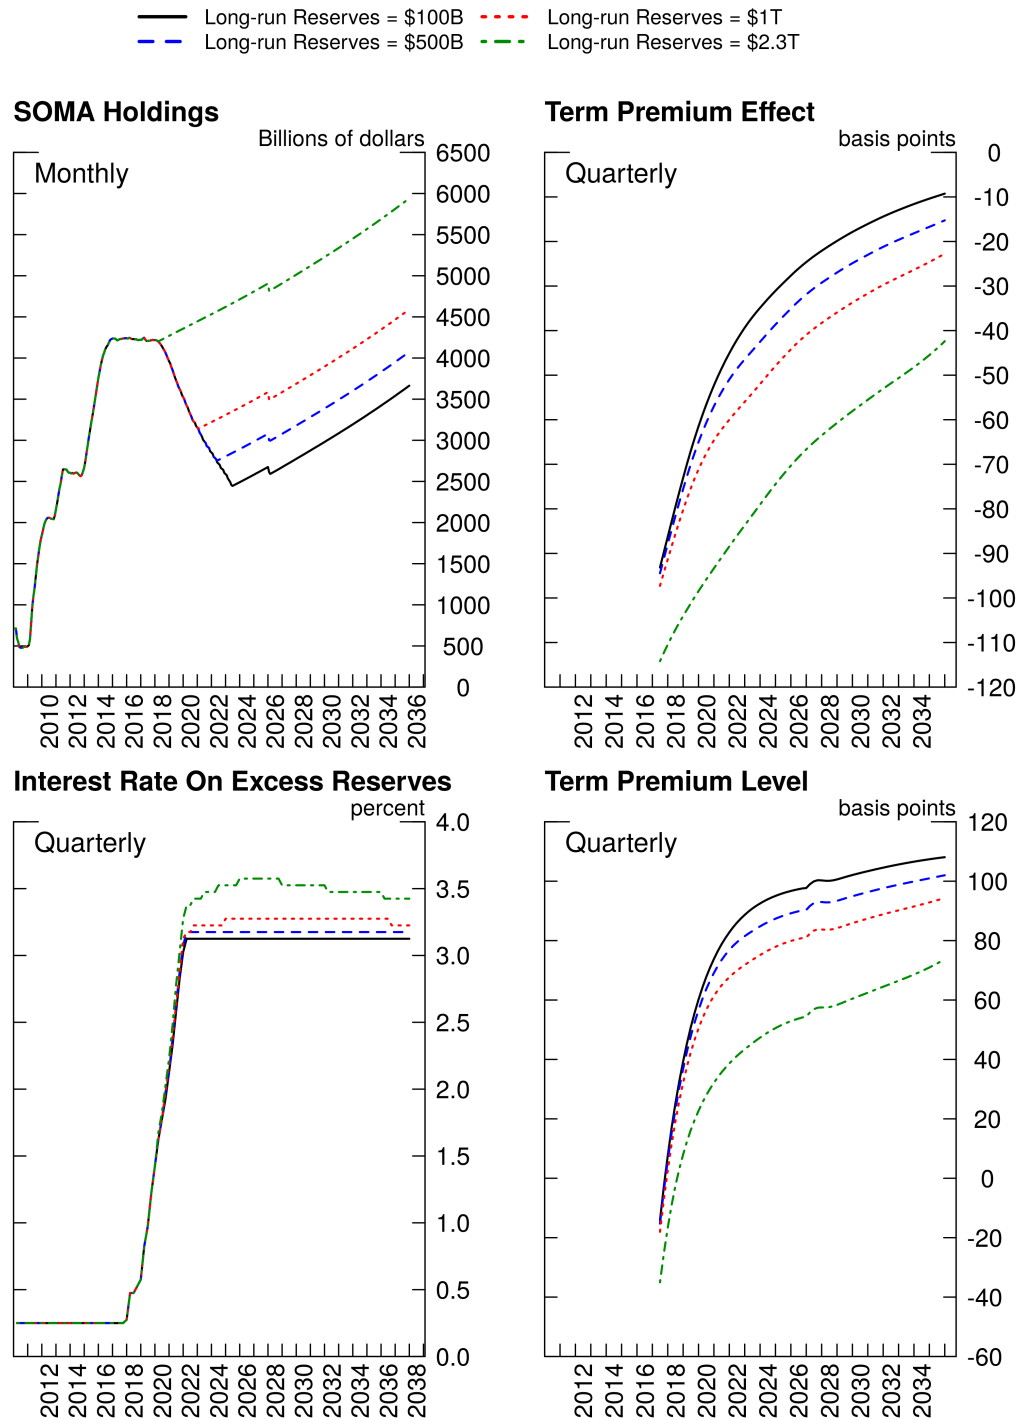 Long-run Reserves = $100B
Long-run Reserves = $1T
Long-run Reserves = $500B
Long-run Reserves = $2.3T
SOMA Holdings
Billions of dollars
Monthly
6500
6000
5500
5000
4500
4000
3500
3000
2500
2000
1500
1000
500
0
2010 2012 2014 2016 2018 2020 2022 2024 2026 2028 2030 2032 2034 2036
Term Premium Effect
basis points
Quarterly
0
-10
-20
-30
-40
-50
-60
-70
-80
-90
-100
-110
-120
2012 2014 2016 2018 2020 2022 2024 2026 2028 2030 2032 2034
Interest Rate On Excess Reserves
percent
Quarterly
4.0
3.5
3.0
2.5
2.0
1.5
1.0
0.5
0.0
2012 2014 2016 2018 2020 2022 2024 2026 2028 2030 2032 2034 2036 2038
Term Premium Level
basis points
Quarterly
120
100
80
60
40
20
0
-20
-40
-60
2012 2014 2016 2018 2020 2022 2024 2026 2028 2030 2032 2034